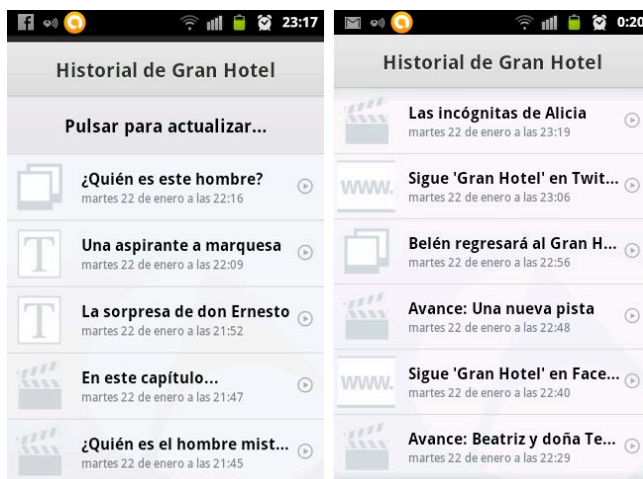 23:17
Historial de Gran Hotel
Pulsar para actualizar...
¿Quién es este hombre?
martes 22 de enero a las 22:16
T
Una aspirante a marquesa
martes 22 de enero a las 22:09
T
La sorpresa de don Ernesto
martes 22 de enero a las 21:52
En este capítulo...
martes 22 de enero a las 21:47
¿Quién es el hombre mist...
martes 22 de enero a las 21:45
0:20
Historial de Gran Hotel
Las incógnitas de Alicia
martes 22 de enero a las 23:19
www.
Sigue 'Gran Hotel' en Twit...
martes 22 de enero a las 23:06
Belén regresará al Gran H...
martes 22 de enero a las 22:56
Avance: Una nueva pista
martes 22 de enero a las 22:48
www.
Sigue 'Gran Hotel' en Face...
martes 22 de enero a las 22:40
Avance: Beatriz y doña Te...
martes 22 de enero a las 22:29